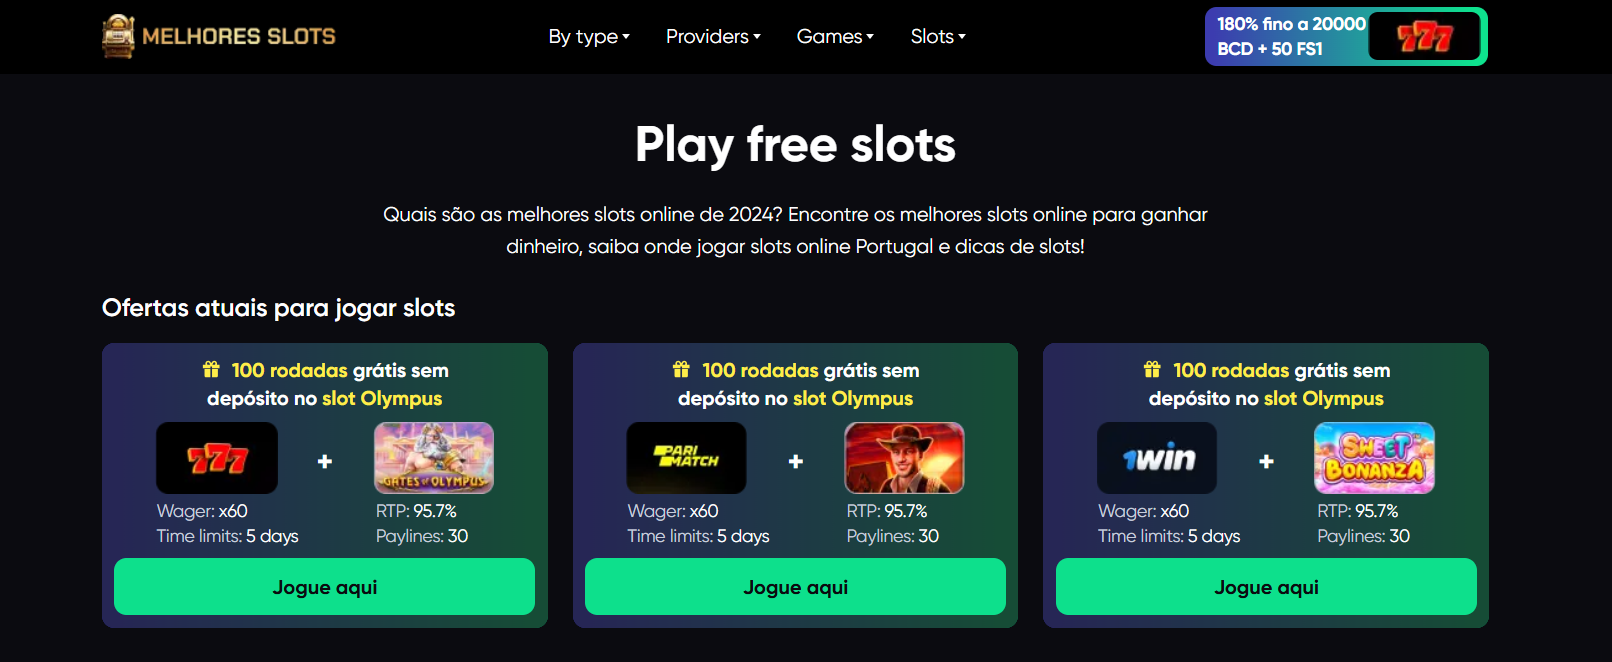 MELHORES SLOTS
By type
Providers
Games
Slots
180% fino a 20000
BCD + 50 FS1
777
Play free slots
Quais são as melhores slots online de 2024? Encontre os melhores slots online para ganhar
dinheiro, saiba onde jogar slots online Portugal e dicas de slots!
Ofertas atuais para jogar slots
100 rodadas grátis sem
depósito no slot Olympus
777
+
GATES of OLYMPUS
Wager: x60
RTP: 95.7%
Time limits: 5 days
Paylines: 30
Jogue aqui
100 rodadas grátis sem
depósito no slot Olympus
PARI
MATCH
+
Wager: x60
RTP: 95.7%
Time limits: 5 days
Paylines: 30
Jogue aqui
100 rodadas grátis sem
depósito no slot Olympus
1win
+
SWEET
BONANZA
Wager: x60
RTP: 95.7%
Time limits: 5 days
Paylines: 30
Jogue aqui